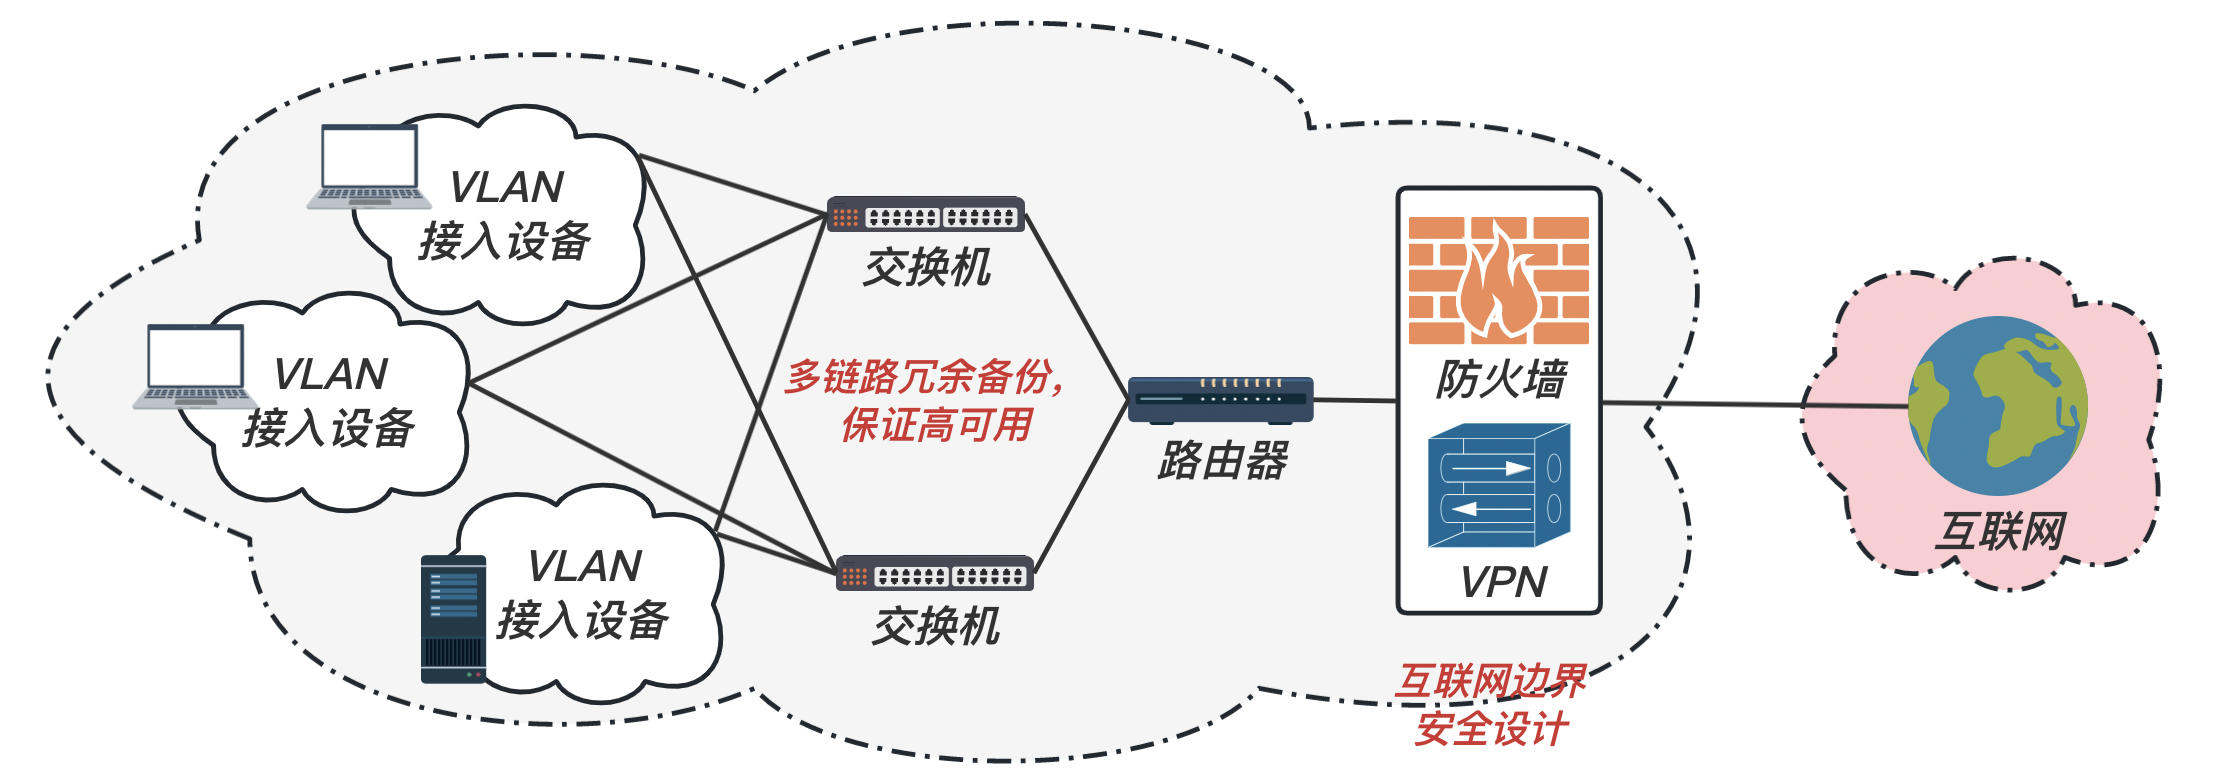 VLAN
接入设备
VLAN
接入设备
VLAN
接入设备
交换机
多链路冗余备份，
保证高可用
交换机
路由器
防火墙
VPN
互联网边界
安全设计
互联网